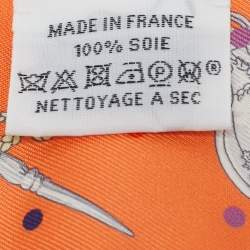 MADE IN FRANCE
100% SOIE
®
NETTOYAGE A SEC